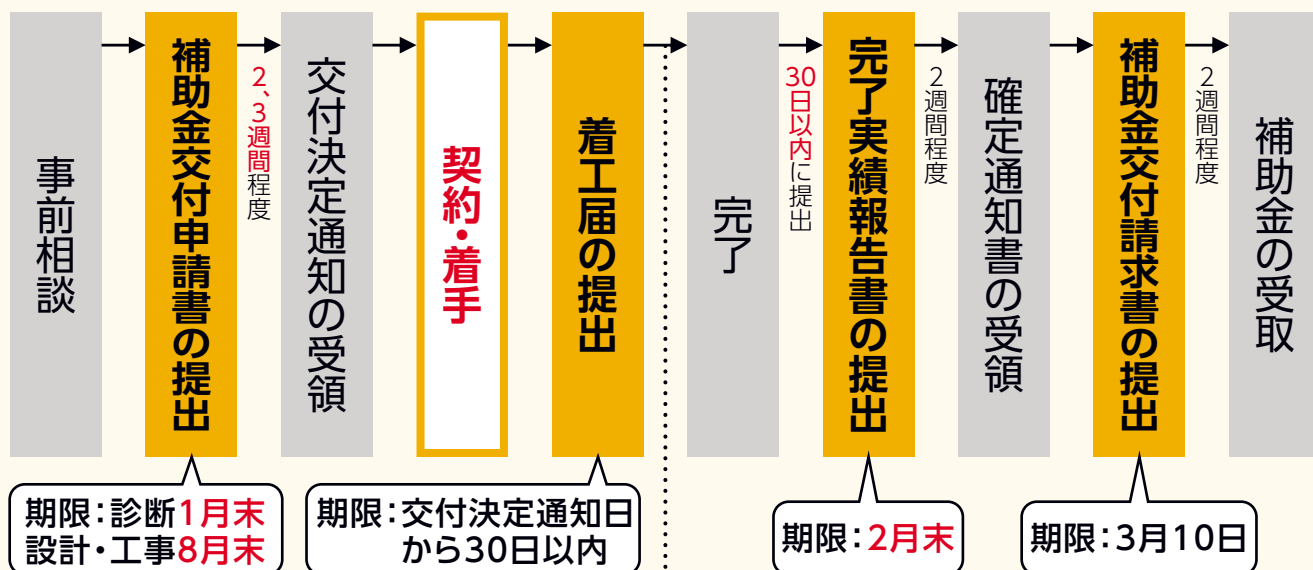 事前相談
補助金交付申請書の提出
2、3週間程度
交付決定通知の受領
契約・着手
着工届の提出
完了
30日以内に提出
完了実績報告書の提出
2週間程度
確定通知書の受領
補助金交付請求書の提出
2週間程度
補助金の受取
期限：診断1月末
設計・工事8月末
期限：交付決定通知日
から30日以内
期限：2月末
期限：3月10日